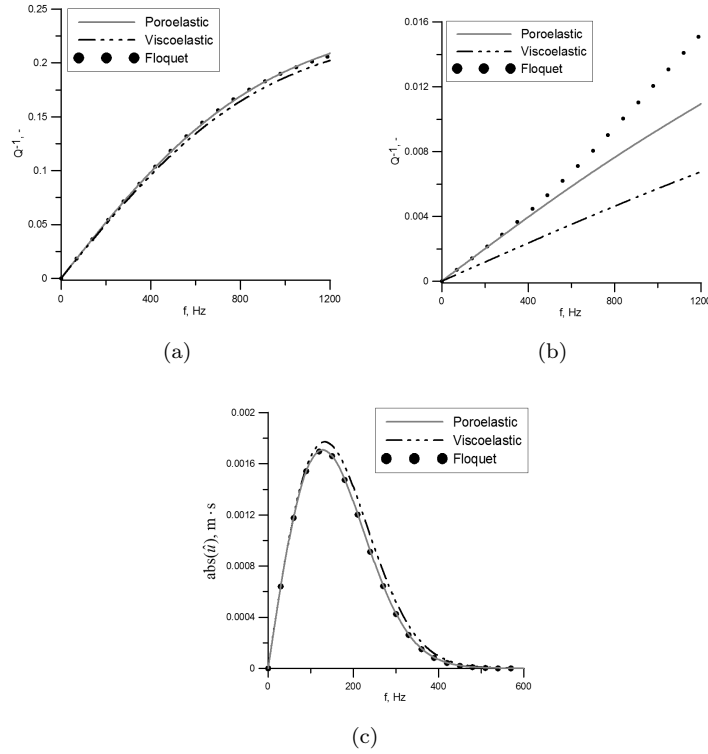 0.25
0.2
0.15
0.1
0.05
0
Q-1, -
Poroelastic
Viscoelastic
Floquet
0 400 800 1200
f, Hz
(a)
0.016
0.012
0.008
0.004
0
Q-1, -
Poroelastic
Viscoelastic
Floquet
0 400 800 1200
f, Hz
(b)
0.002
0.0016
0.0012
0.0008
0.0004
0
abs(û), m · s
Poroelastic
Viscoelastic
Floquet
0 200 400 600
f, Hz
(c)